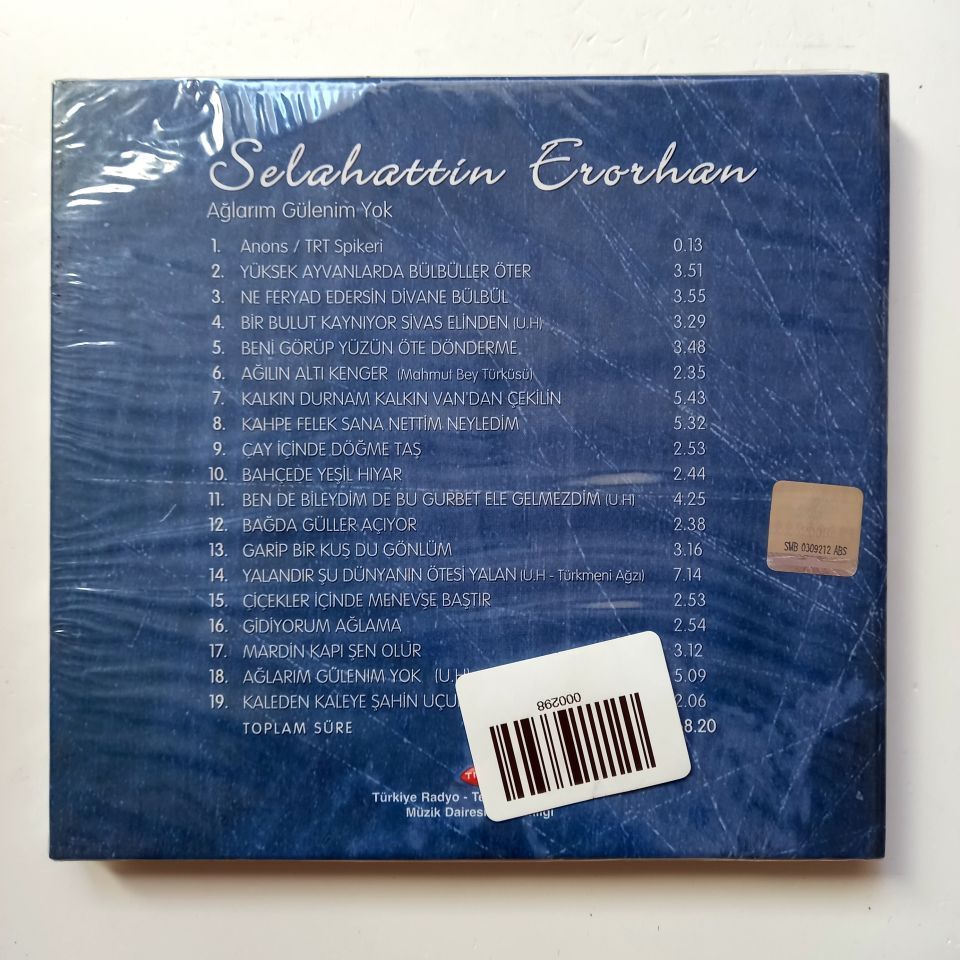 Selahattin Erorhan
Ağlarım Gülenim Yok
1. Anons / TRT Spikeri 0.13
2. YÜKSEK AYVANLARDA BÜLBÜLLER ÖTER 3.51
3. NE FERYAD EDERSİN DİVANE BÜLBÜL 3.55
4. BİR BULUT KAYNIYOR SİVAS ELİNDEN (U.H) 3.29
5. BENİ GÖRÜP YÜZÜN ÖTE DÖNDERME 3.48
6. AĞILIN ALTI KENGER (Mahmut Bey Türküsü) 2.35
7. KALKIN DURNAM KALKIN VAN'DAN ÇEKİLİN 5.43
8. KAHPE FELEK SANA NETTİM NEYLEDİM 5.32
9. ÇAY İÇİNDE DÖĞME TAŞ 2.53
10. BAHÇEDE YEŞİL HIYAR 2.44
11. BEN DE BİLEYDİM DE BU GURBET ELE GELMEZDİM (U.H) 4.25
12. BAĞDA GÜLLER AÇIYOR 2.38
13. GARİP BİR KUŞ DU GÖNLÜM 3.16
14. YALANDIR ŞU DÜNYANIN ÖTESİ YALAN (U.H - Türkmeni Ağzı) 7.14
15. ÇİÇEKLER İÇİNDE MENEVŞE BAŞTIR 2.53
16. GİDİYORUM AĞLAMA 2.54
17. MARDİN KAPI ŞEN OLUR 3.12
18. AĞLARIM GÜLENIM YOK (U.H) 5.09
19. KALEDEN KALEYE ŞAHİN 2.06
TOPLAM SÜRE 8.20
SMB 0309212 ABS
000298
Türkiye Radyo -
Müzik Dairesi